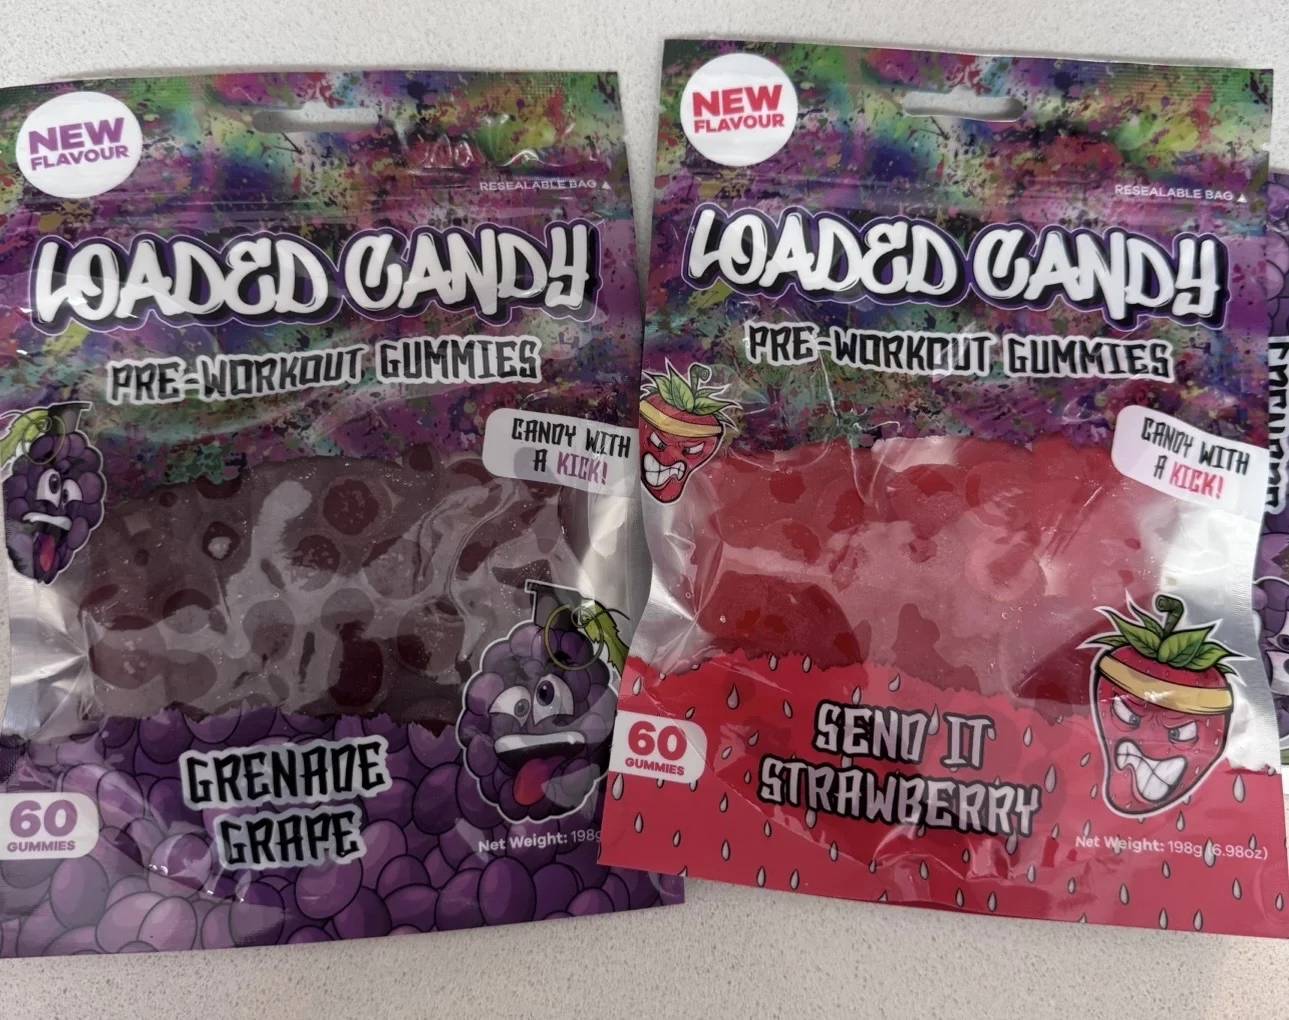 NEW
FLAVOUR
RESEALABLE BAG
LOADED CANDY
PRE-WORKOUT GUMMIES
CANDY WITH
A KICK!
GRENADE
GRAPE
60
GUMMIES
Net Weight: 198g
NEW
FLAVOUR
RESEALABLE BAG
LOADED CANDY
PRE-WORKOUT GUMMIES
CANDY WITH
A KICK!
SEND IT
STRAWBERRY
60
GUMMIES
Net Weight: 198g (6.98oz)